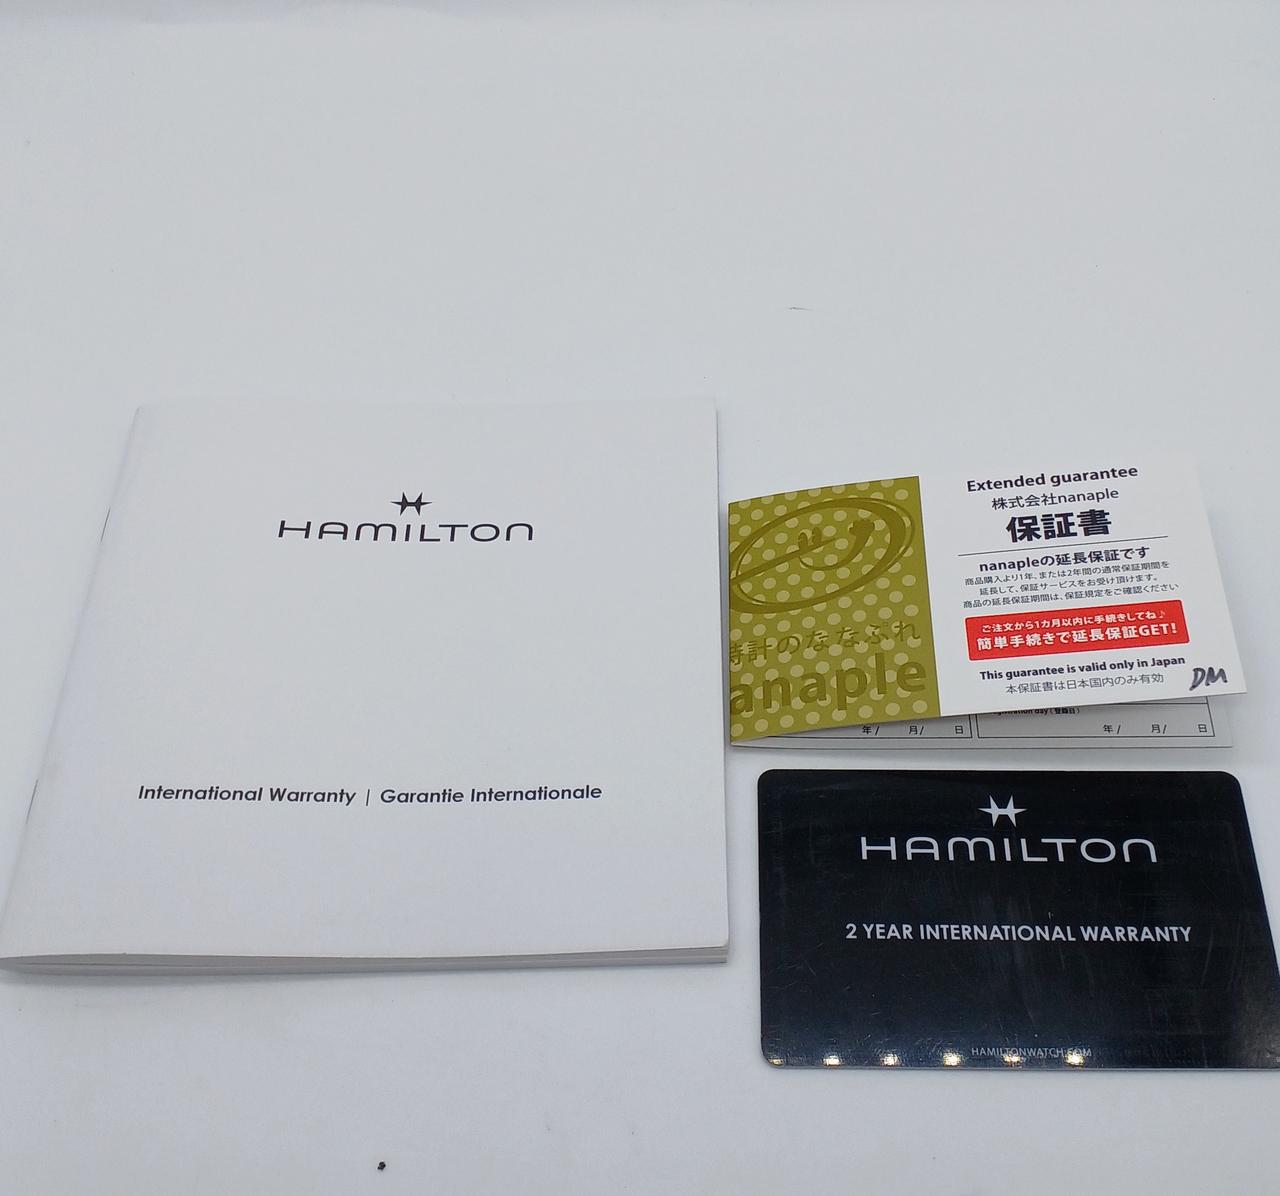 HAMILTON
International Warranty | Garantie Internationale
時計のななぷれ
anaple
Extended guarantee
株式会社nanaple
保証書
nanapleの延長保証です
商品購入より1年、または2年間の通常保証期間を
延長して、保証サービスをお受け頂けます。
商品の延長保証期間は、保証規定をご確認ください
ご注文から1カ月以内に手続きしてね♪
簡単手続きで延長保証GET!
This guarantee is valid only in Japan
本保証書は日本国内のみ有効
DM
day(登録日)
年/ 月/ 日
年/ 月/ 日
HAMILTON
2 YEAR INTERNATIONAL WARRANTY
HAMILTONWATCH.COM